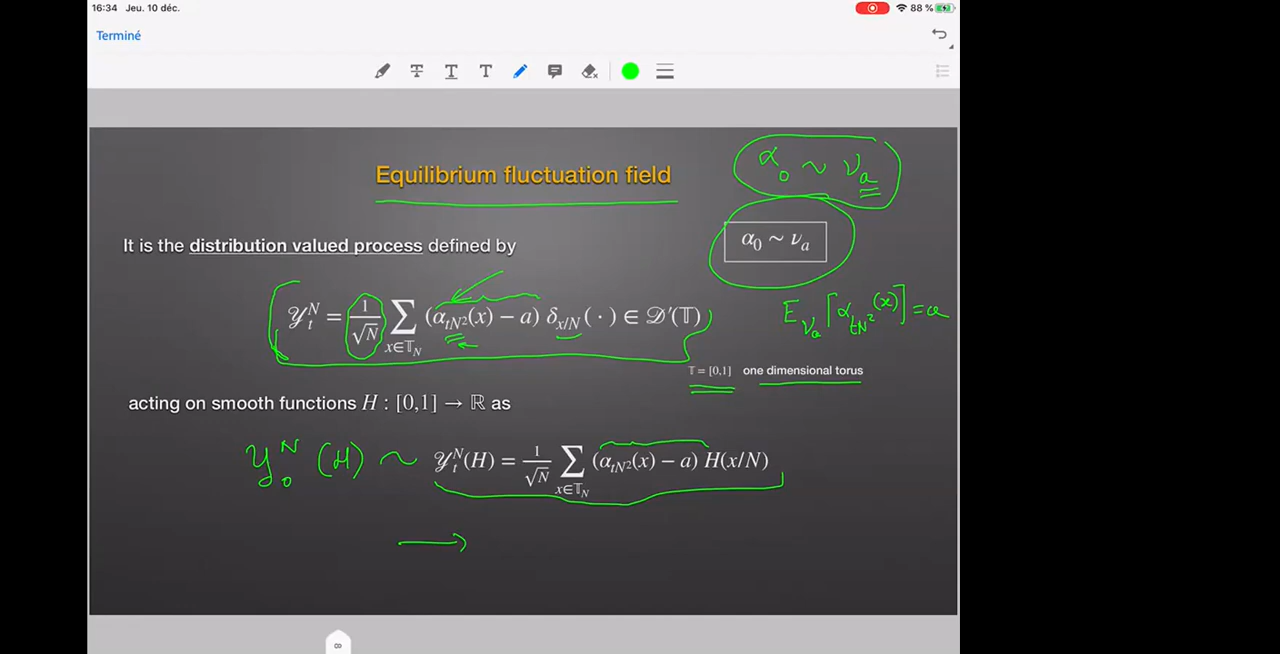 16:34 Jeu. 10 déc.
88 %
Terminé
Equilibrium fluctuation field
α₀ ∼ ν_a
It is the distribution valued process defined by
α₀ ∼ ν_a
𝒴_t^N = 1/√N ∑_{x∈𝕋_N} (α_{tN²}(x) − a) δ_{x/N}( · ) ∈ 𝒟′(𝕋)
E_{ν_a}[α_{tN²}(x)] = a
𝕋 = [0,1] one dimensional torus
acting on smooth functions H : [0,1] → ℝ as
𝒴_0^N (H) ∼ 𝒴_t^N(H) = 1/√N ∑_{x∈𝕋_N} (α_{tN²}(x) − a) H(x/N)
⟶
8